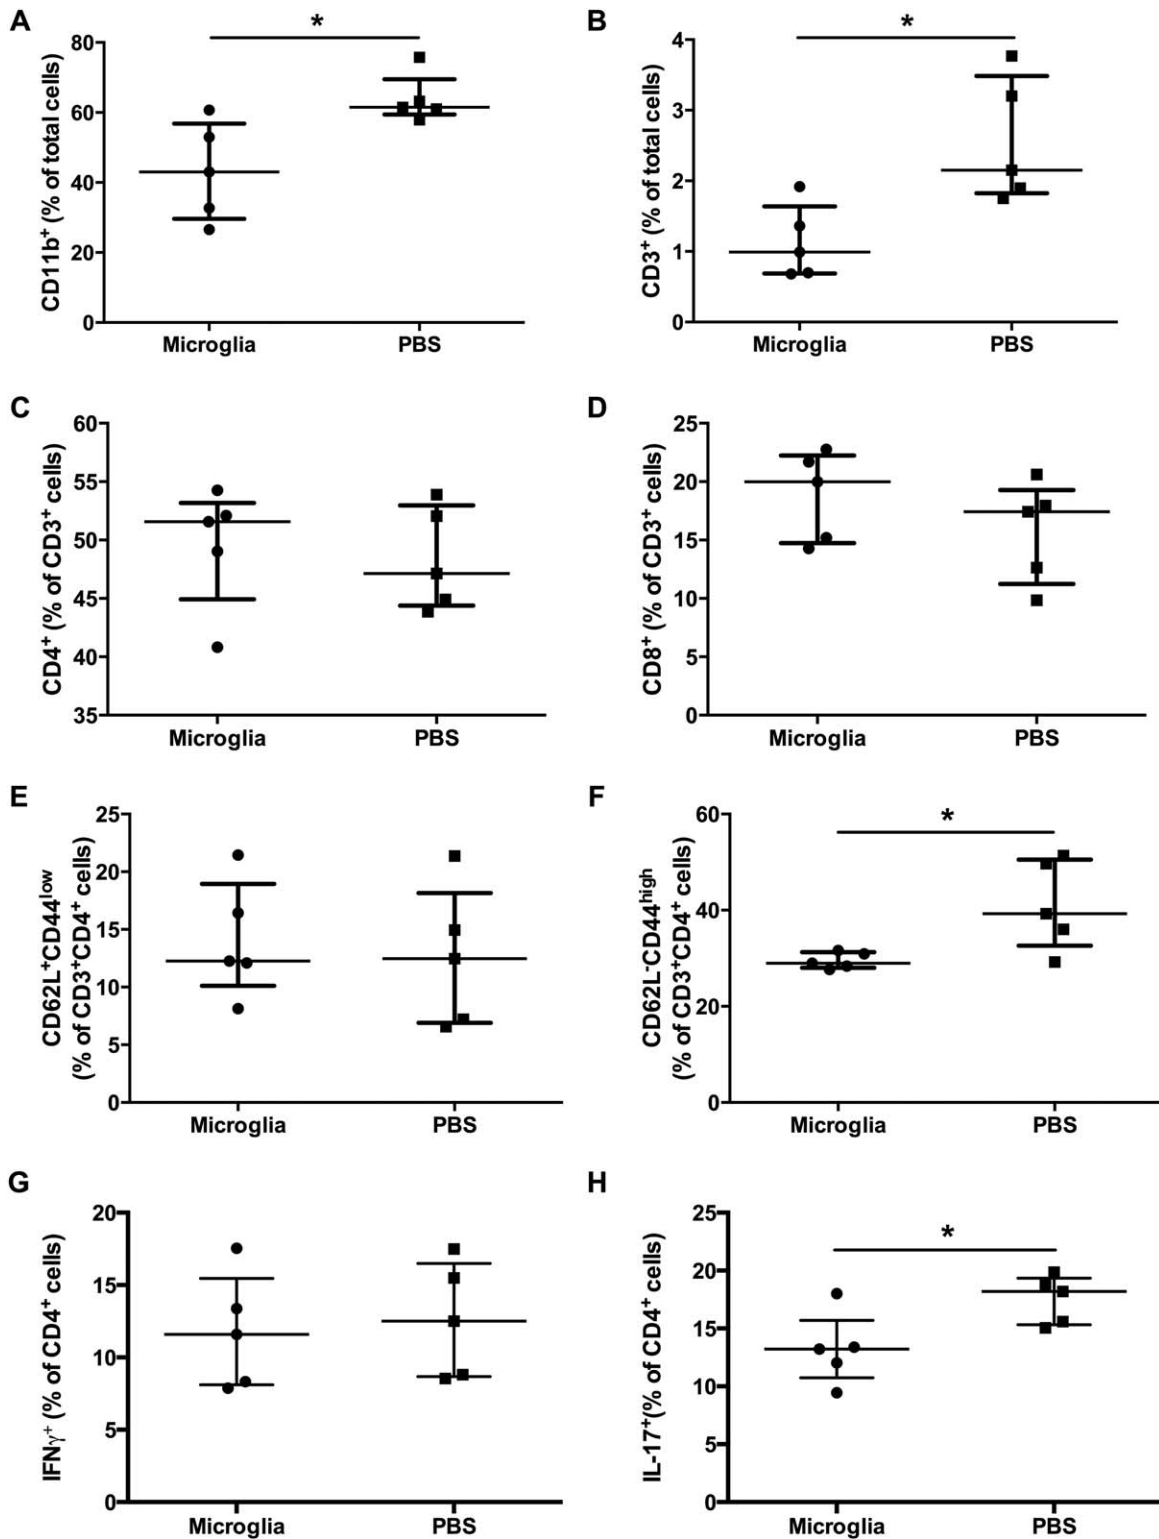 A
*
CD11b⁺ (% of total cells)
80
60
40
20
0
Microglia PBS
B
*
CD3⁺ (% of total cells)
4
3
2
1
0
Microglia PBS
C
CD4⁺ (% of CD3⁺ cells)
60
55
50
45
40
35
Microglia PBS
D
CD8⁺ (% of CD3⁺ cells)
25
20
15
10
5
0
Microglia PBS
E
CD62L⁺CD44ˡᵒʷ
(% of CD3⁺CD4⁺ cells)
25
20
15
10
5
0
Microglia PBS
F
*
CD62L⁻CD44ʰⁱᵍʰ
(% of CD3⁺CD4⁺ cells)
60
40
20
0
Microglia PBS
G
IFNγ⁺ (% of CD4⁺ cells)
20
15
10
5
0
Microglia PBS
H
*
IL-17⁺(% of CD4⁺ cells)
25
20
15
10
5
0
Microglia PBS